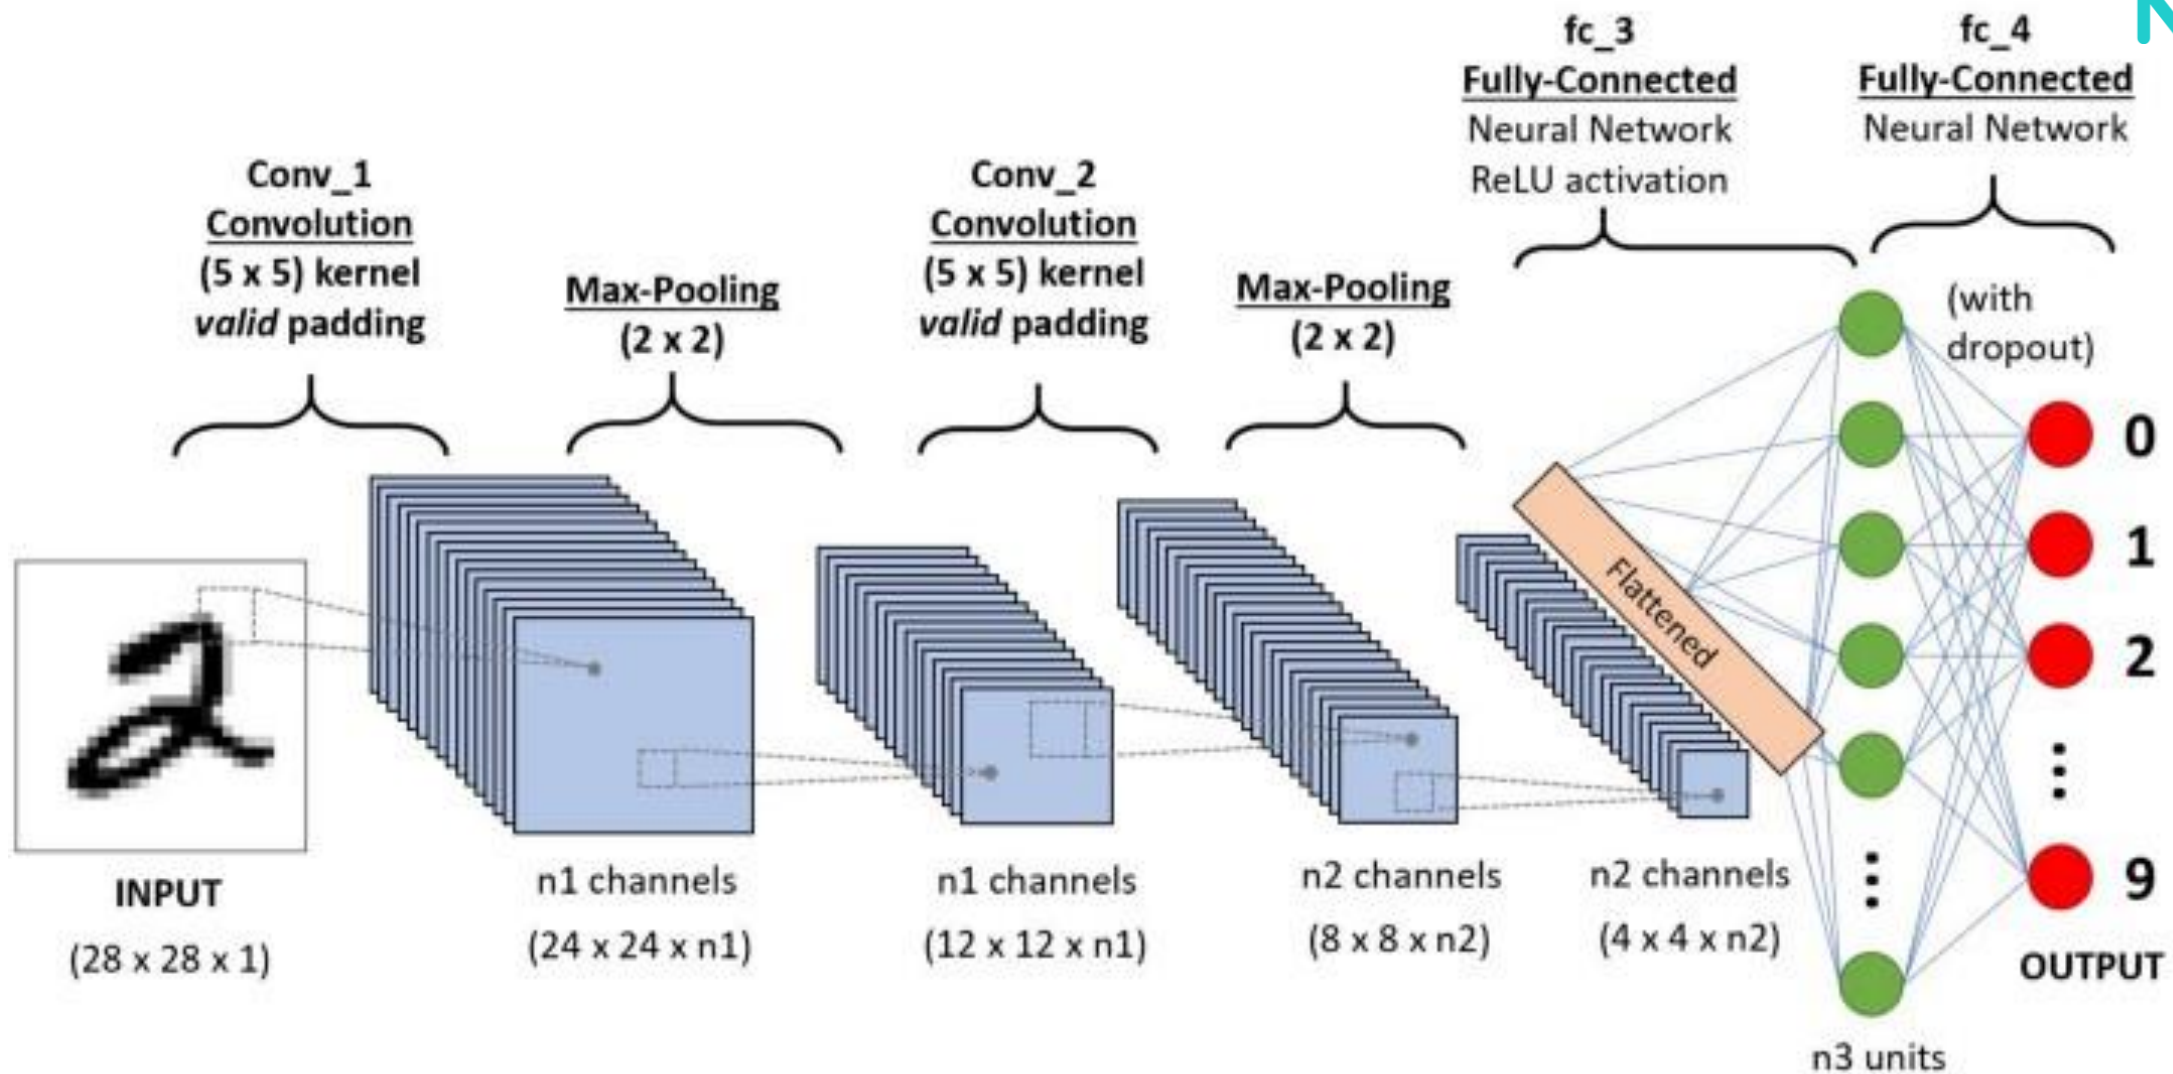 fc_3
Fully-Connected
Neural Network
ReLU activation
fc_4
Fully-Connected
Neural Network
Conv_1
Convolution
(5 x 5) kernel
valid padding
Max-Pooling
(2 x 2)
Conv_2
Convolution
(5 x 5) kernel
valid padding
Max-Pooling
(2 x 2)
(with
dropout)
Flattened
0
1
2
9
INPUT
(28 x 28 x 1)
n1 channels
(24 x 24 x n1)
n1 channels
(12 x 12 x n1)
n2 channels
(8 x 8 x n2)
n2 channels
(4 x 4 x n2)
OUTPUT
n3 units